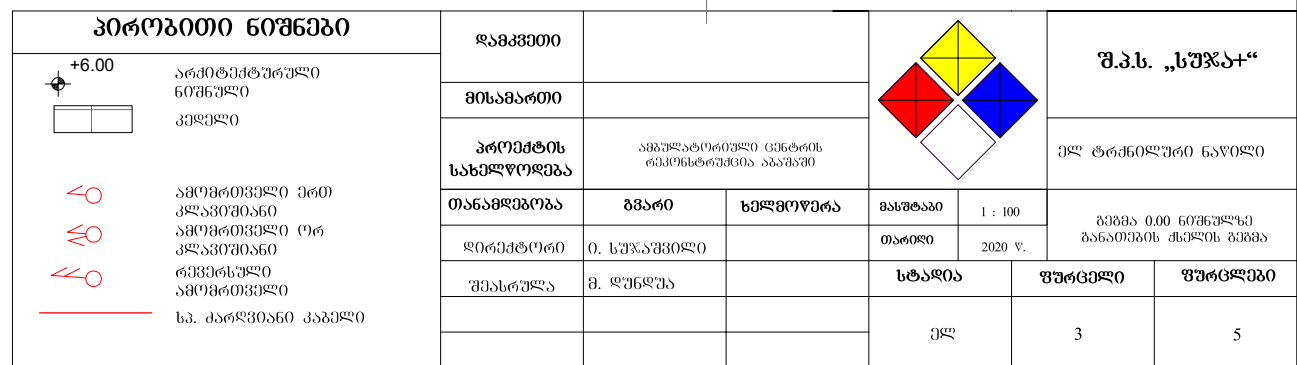 პირობითი ნიშნები
+6.00
არქიტექტურული
ნიშნული
კედელი
ამომრთველი ერთ
კლავიშიანი
ამომრთველი ორ
კლავიშიანი
რევერსული
ამომრთველი
სპ. ძარღვიანი კაბელი
დამკვეთი
მისამართი
პროექტის
სახელწოდება
ამბულატორიული ცენტრის
რეკონსტრუქცია აბაშაში
თანამდებობა
გვარი
ხელმოწერა
დირექტორი
ი. სუჯაშვილი
შეასრულა
მ. დუნდუა
შ.პ.ს. „სუჯა+“
ელ ტრქნილური ნაწილი
მასშტაბი
1 : 100
თარიღი
2020 წ.
გეგმა 0.00 ნიშნულზე
განათების ქსელის გეგმა
სტადია
ფურცელი
ფურცლები
ელ
3
5